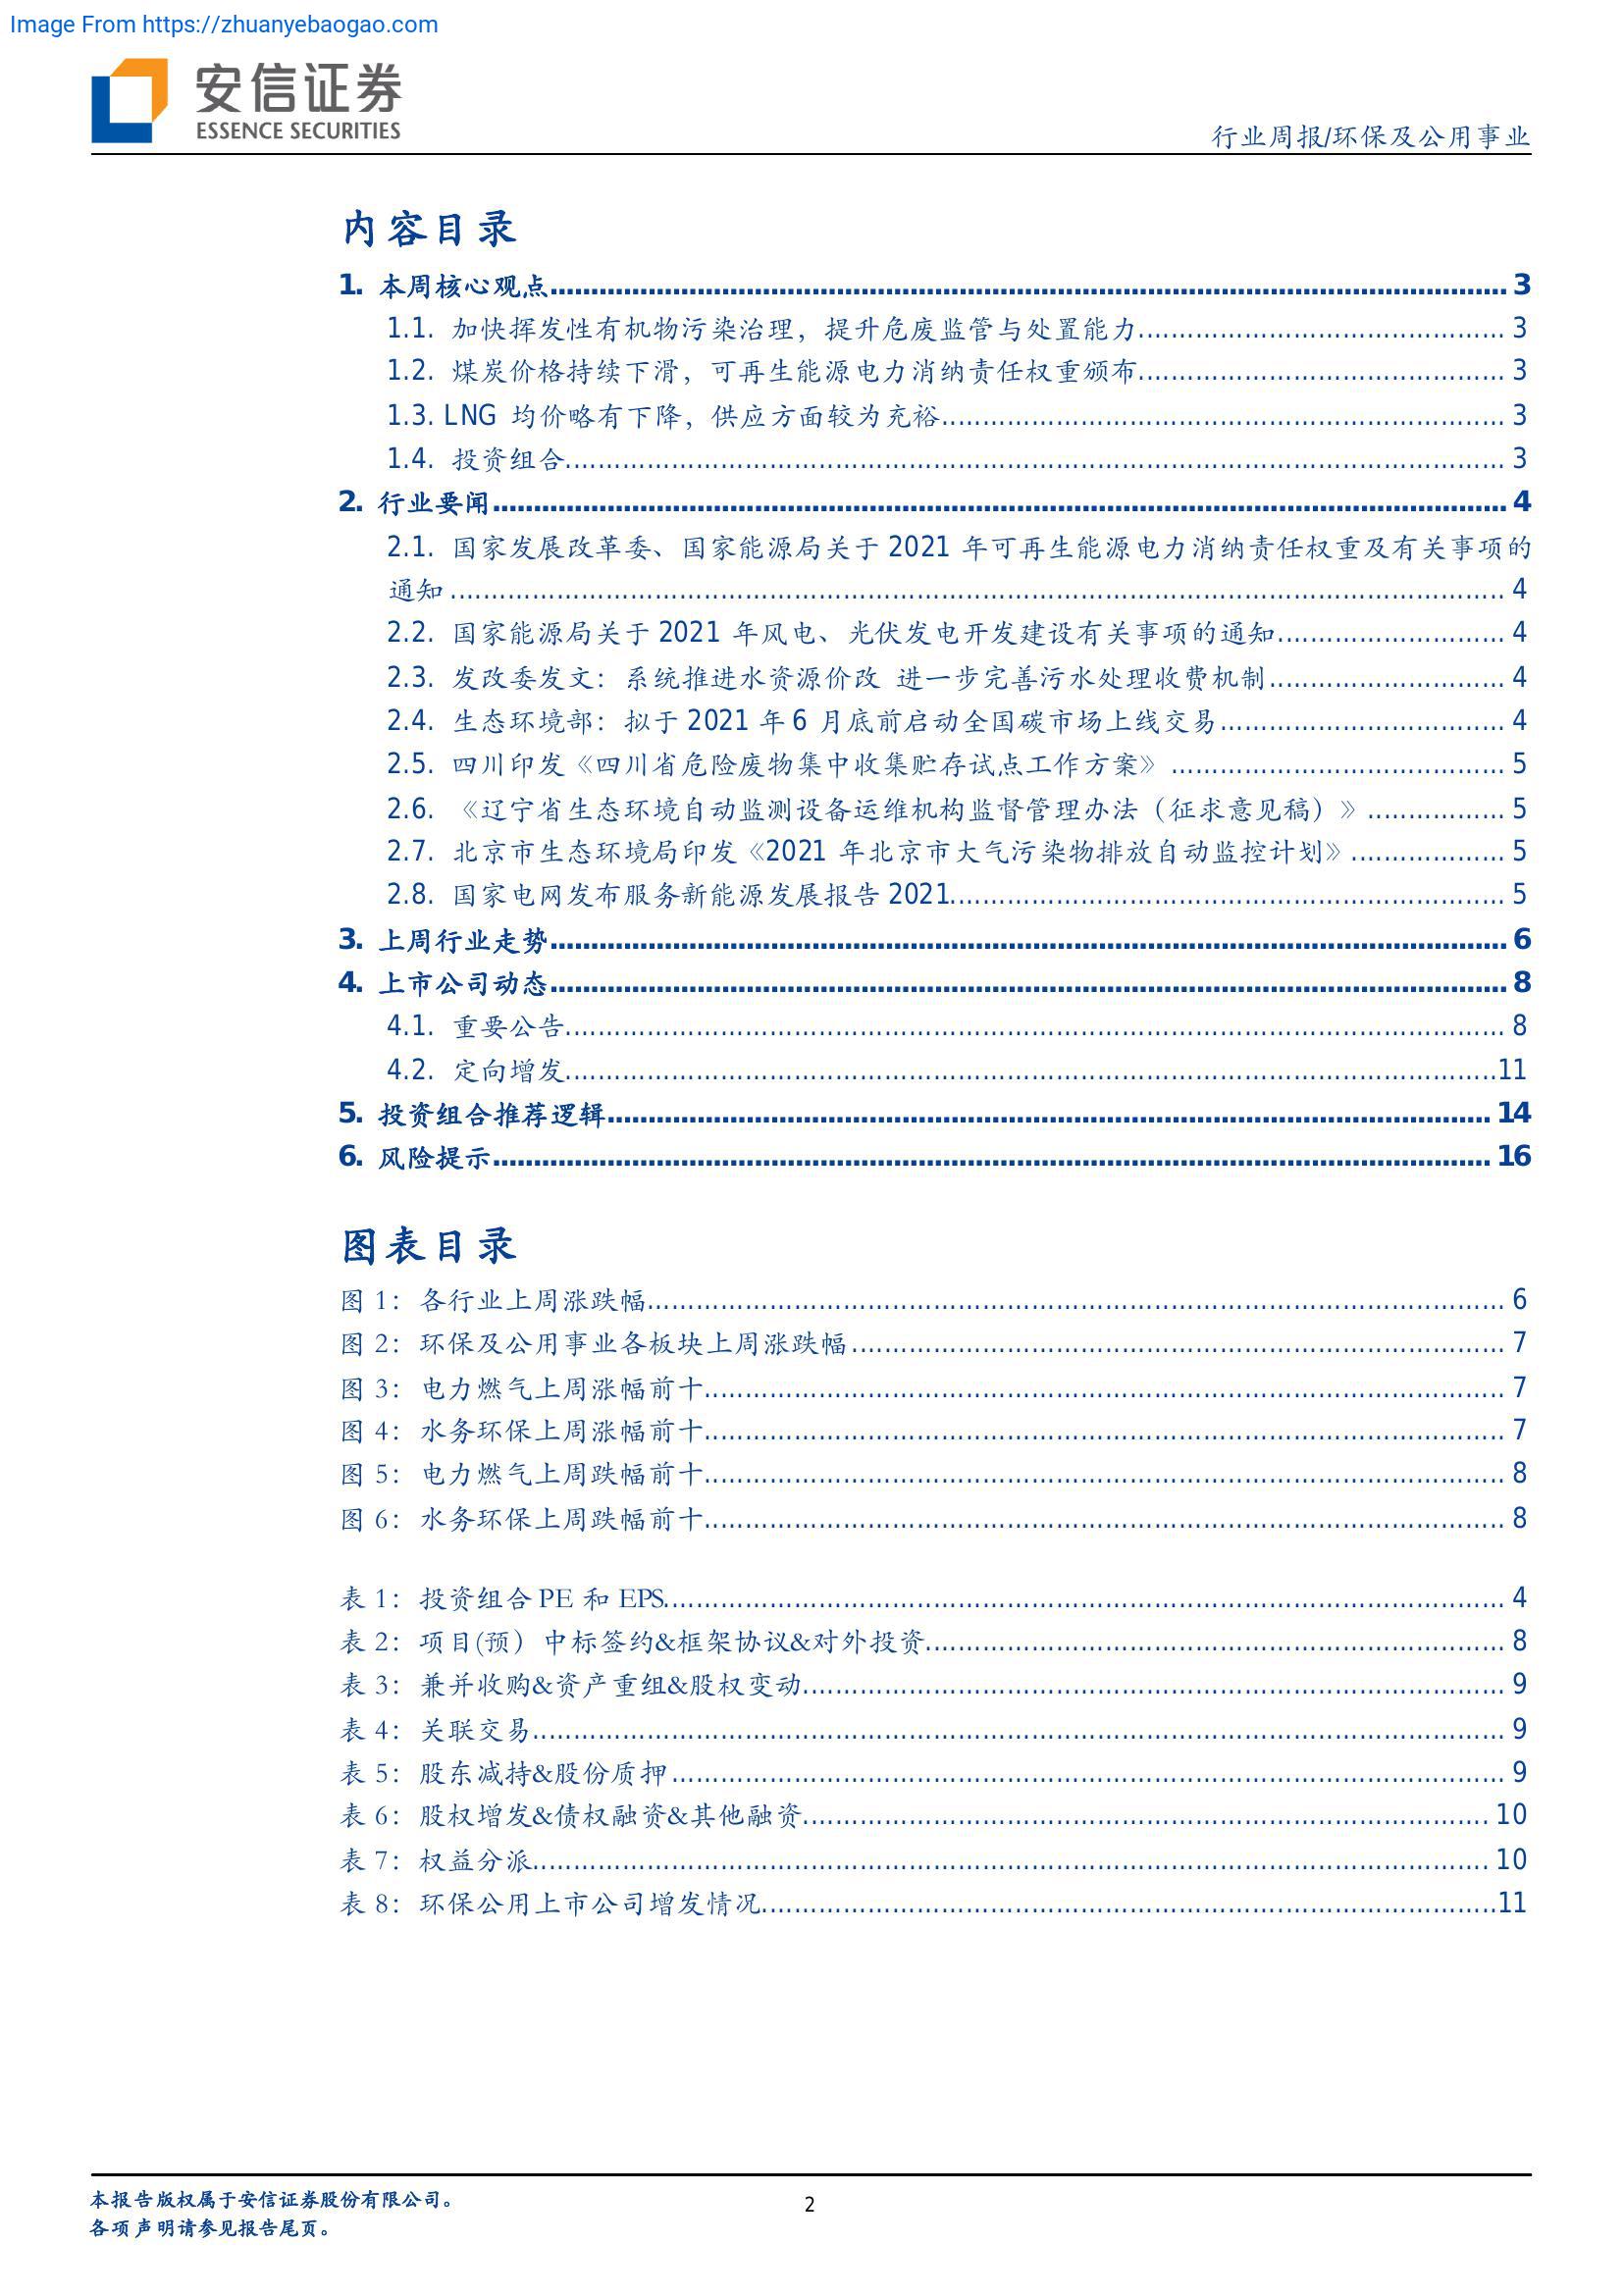 Image From https://zhuanyebaogao.com
安信证券
ESSENCE SECURITIES
行业周报/环保及公用事业
内容目录
1. 本周核心观点 3
1.1. 加快挥发性有机物污染治理，提升危废监管与处置能力 3
1.2. 煤炭价格持续下滑，可再生能源电力消纳责任权重颁布 3
1.3. LNG 均价略有下降，供应方面较为充裕 3
1.4. 投资组合 3
2. 行业要闻 4
2.1. 国家发展改革委、国家能源局关于 2021 年可再生能源电力消纳责任权重及有关事项的
通知 4
2.2. 国家能源局关于 2021 年风电、光伏发电开发建设有关事项的通知 4
2.3. 发改委发文：系统推进水资源价改 进一步完善污水处理收费机制 4
2.4. 生态环境部：拟于 2021 年 6 月底前启动全国碳市场上线交易 4
2.5. 四川印发《四川省危险废物集中收集贮存试点工作方案》 5
2.6. 《辽宁省生态环境自动监测设备运维机构监督管理办法（征求意见稿）》 5
2.7. 北京市生态环境局印发《2021 年北京市大气污染物排放自动监控计划》 5
2.8. 国家电网发布服务新能源发展报告 2021 5
3. 上周行业走势 6
4. 上市公司动态 8
4.1. 重要公告 8
4.2. 定向增发 11
5. 投资组合推荐逻辑 14
6. 风险提示 16
图表目录
图 1：各行业上周涨跌幅 6
图 2：环保及公用事业各板块上周涨跌幅 7
图 3：电力燃气上周涨幅前十 7
图 4：水务环保上周涨幅前十 7
图 5：电力燃气上周跌幅前十 8
图 6：水务环保上周跌幅前十 8
表 1：投资组合 PE 和 EPS 4
表 2：项目(预）中标签约&框架协议&对外投资 8
表 3：兼并收购&资产重组&股权变动 9
表 4：关联交易 9
表 5：股东减持&股份质押 9
表 6：股权增发&债权融资&其他融资 10
表 7：权益分派 10
表 8：环保公用上市公司增发情况 11
本报告版权属于安信证券股份有限公司。
2
各项声明请参见报告尾页。